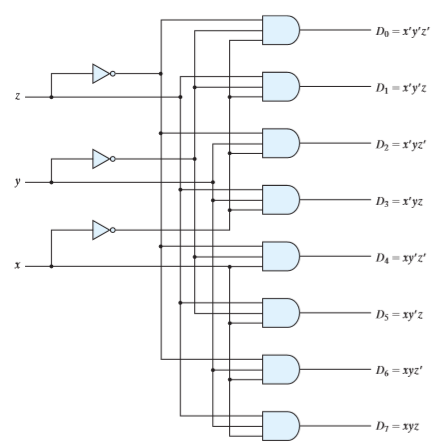 D₀ = x'y'z'
D₁ = x'y'z
z
D₂ = x'yz'
y
D₃ = x'yz
D₄ = xy'z'
x
D₅ = xy'z
D₆ = xyz'
D₇ = xyz